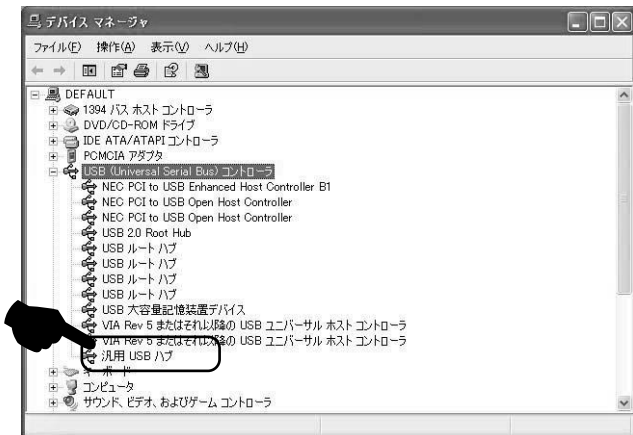 デバイス マネージャ
ファイル(F) 操作(A) 表示(V) ヘルプ(H)
DEFAULT
1394 バス ホスト コントローラ
DVD/CD-ROM ドライブ
IDE ATA/ATAPI コントローラ
PCMCIA アダプタ
USB (Universal Serial Bus) コントローラ
NEC PCI to USB Enhanced Host Controller B1
NEC PCI to USB Open Host Controller
NEC PCI to USB Open Host Controller
USB 2.0 Root Hub
USB ルート ハブ
USB ルート ハブ
USB ルート ハブ
USB ルート ハブ
USB 大容量記憶装置デバイス
VIA Rev 5 またはそれ以降の USB ユニバーサル ホスト コントローラ
VIA Rev 5 またはそれ以降の USB ユニバーサル ホスト コントローラ
汎用 USB ハブ
キーボード
コンピュータ
サウンド、ビデオ、およびゲーム コントローラ